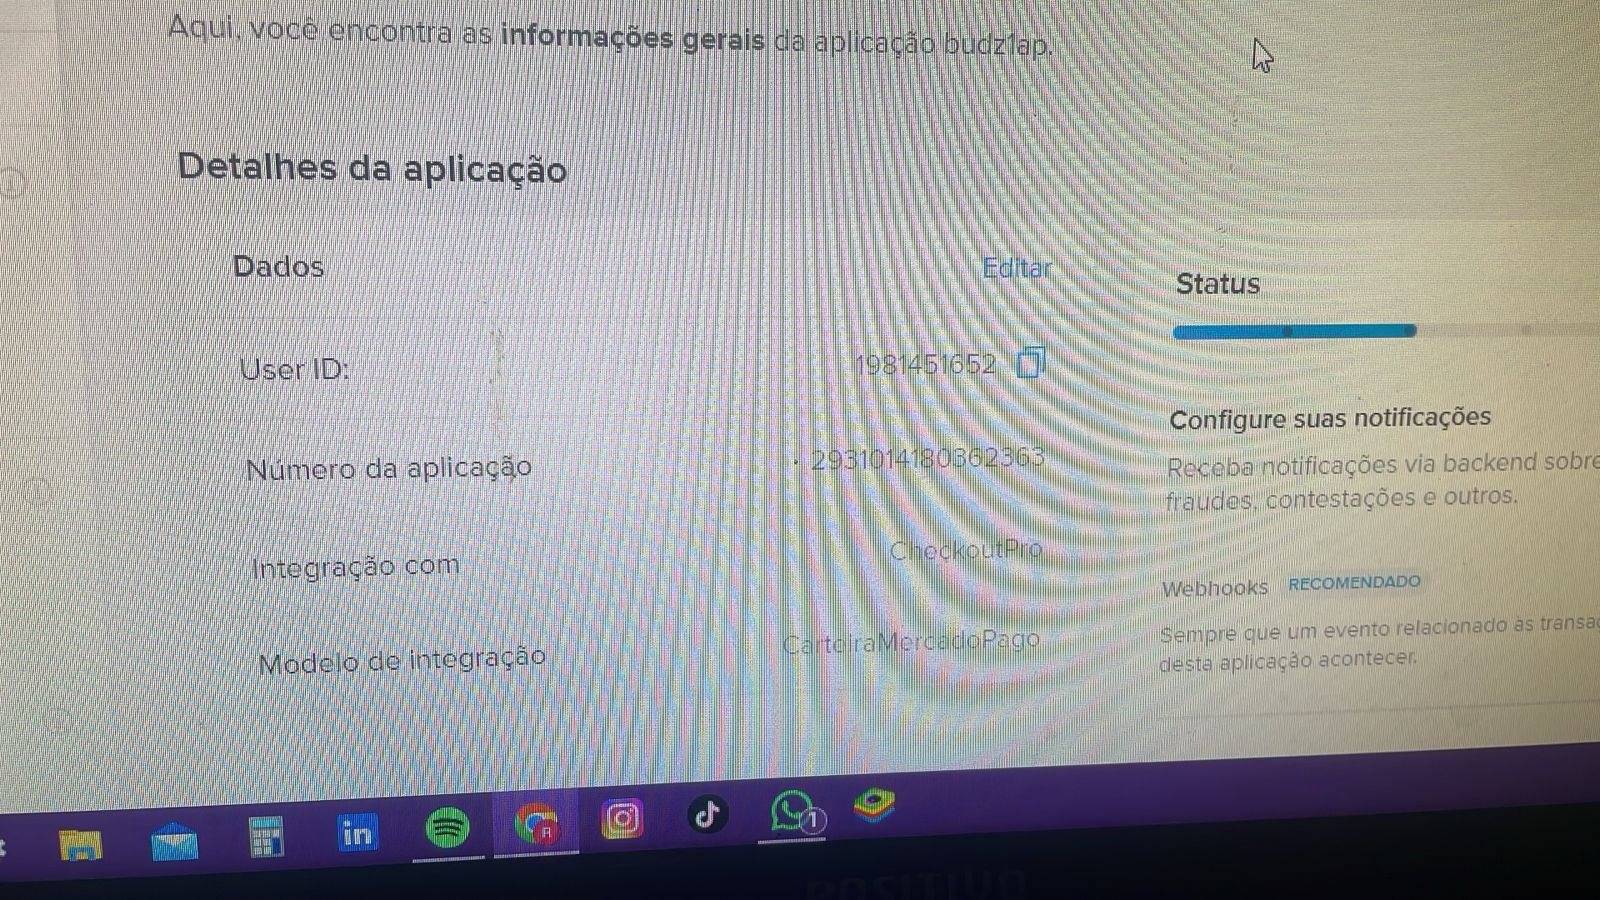 Aqui, você encontra as informações gerais da aplicação budz1ap.
Detalhes da aplicação
Dados
Editar
User ID:
1981451652
Número da aplicação
2931014180362363
Integração com
CheckoutPro
Modelo de integração
CarteiraMercadoPago
Status
Configure suas notificações
Receba notificações via backend sobre
fraudes, contestações e outros.
Webhooks RECOMENDADO
Sempre que um evento relacionado às transa
desta aplicação acontecer.
in
A
1
POSITIVO